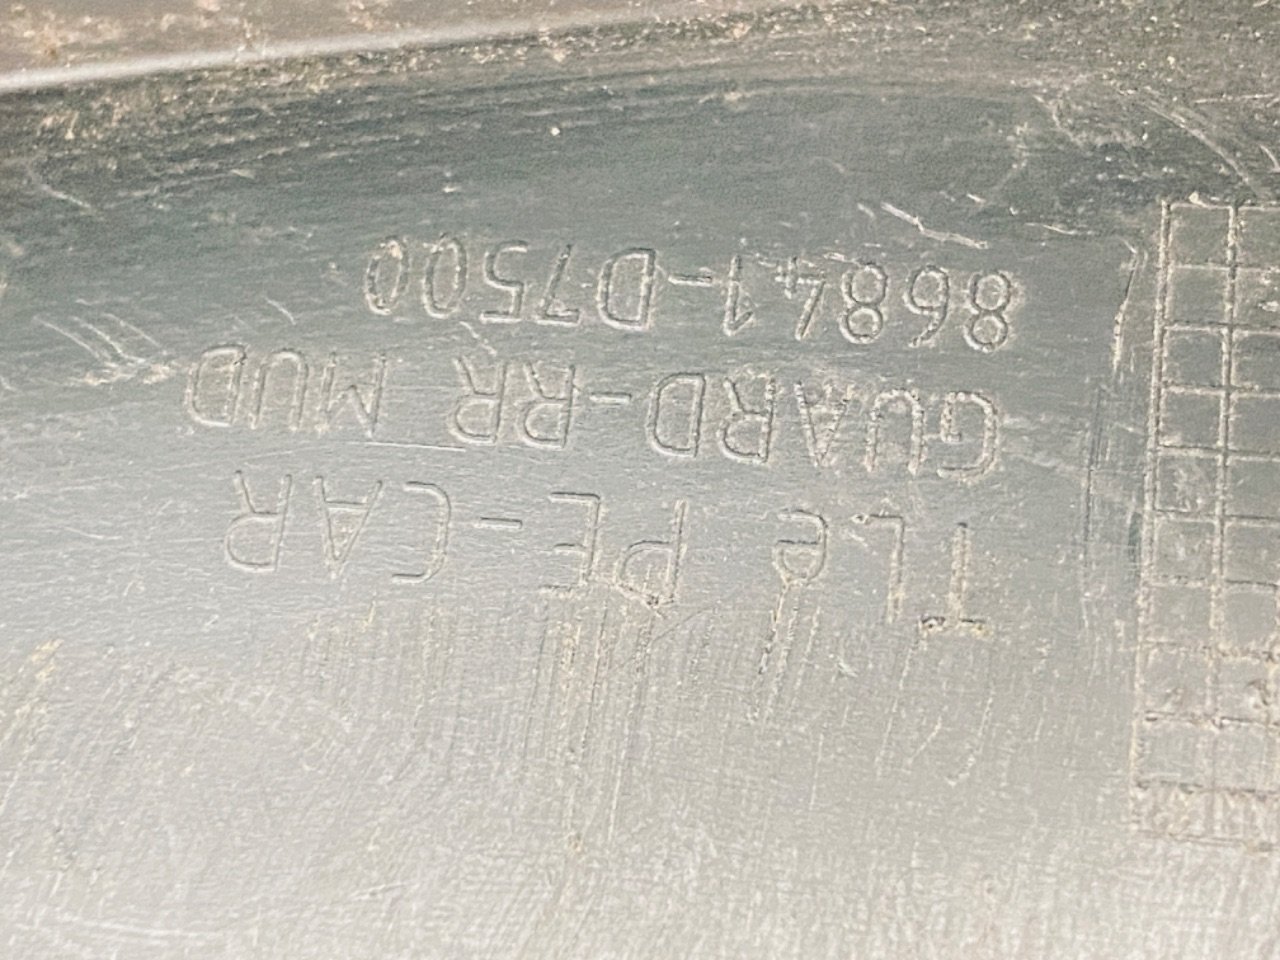 86841-D7500
GUARD-RR MUD
TLe PE-CAR